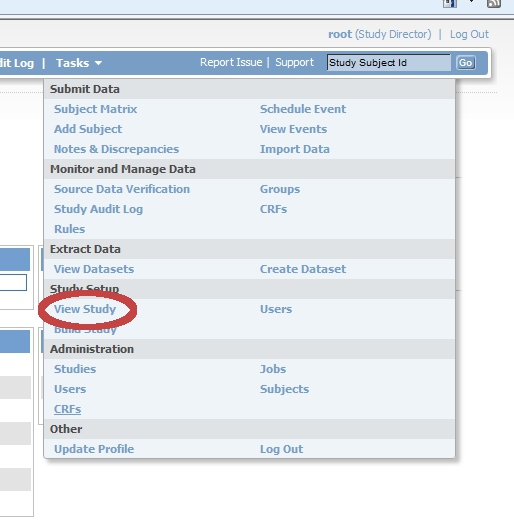 root (Study Director) | Log Out
dit Log | Tasks Report Issue | Support Study Subject Id Go
Submit Data
Subject Matrix Schedule Event
Add Subject View Events
Notes & Discrepancies Import Data
Monitor and Manage Data
Source Data Verification Groups
Study Audit Log CRFs
Rules
Extract Data
View Datasets Create Dataset
Study Setup
View Study Users
Build Study
Administration
Studies Jobs
Users Subjects
CRFs
Other
Update Profile Log Out